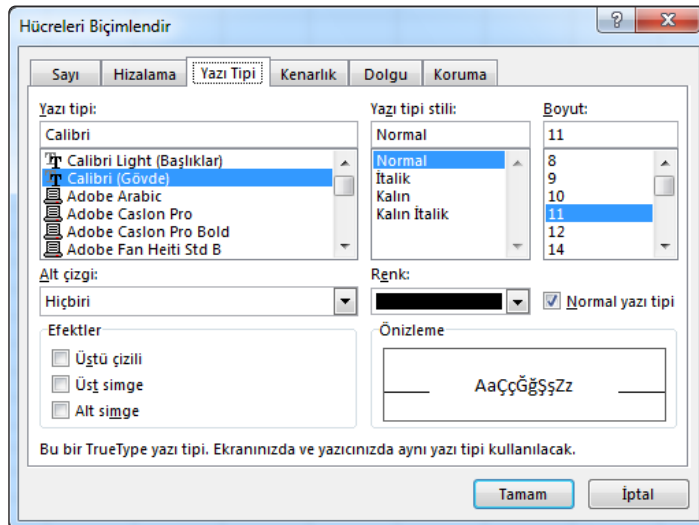 Hücreleri Biçimlendir
Sayı Hizalama Yazı Tipi Kenarlık Dolgu Koruma
Yazı tipi: Yazı tipi stili: Boyut:
Calibri Normal 11
Calibri Light (Başlıklar) Normal 8
Calibri (Gövde) İtalik 9
Adobe Arabic Kalın 10
Adobe Caslon Pro Kalın İtalik 11
Adobe Caslon Pro Bold 12
Adobe Fan Heiti Std B 14
Alt çizgi: Renk:
Hiçbiri Normal yazı tipi
Efektler Önizleme
Üstü çizili
Üst simge AaÇçĞğŞşZz
Alt simge
Bu bir TrueType yazı tipi. Ekranınızda ve yazıcınızda aynı yazı tipi kullanılacak.
Tamam İptal